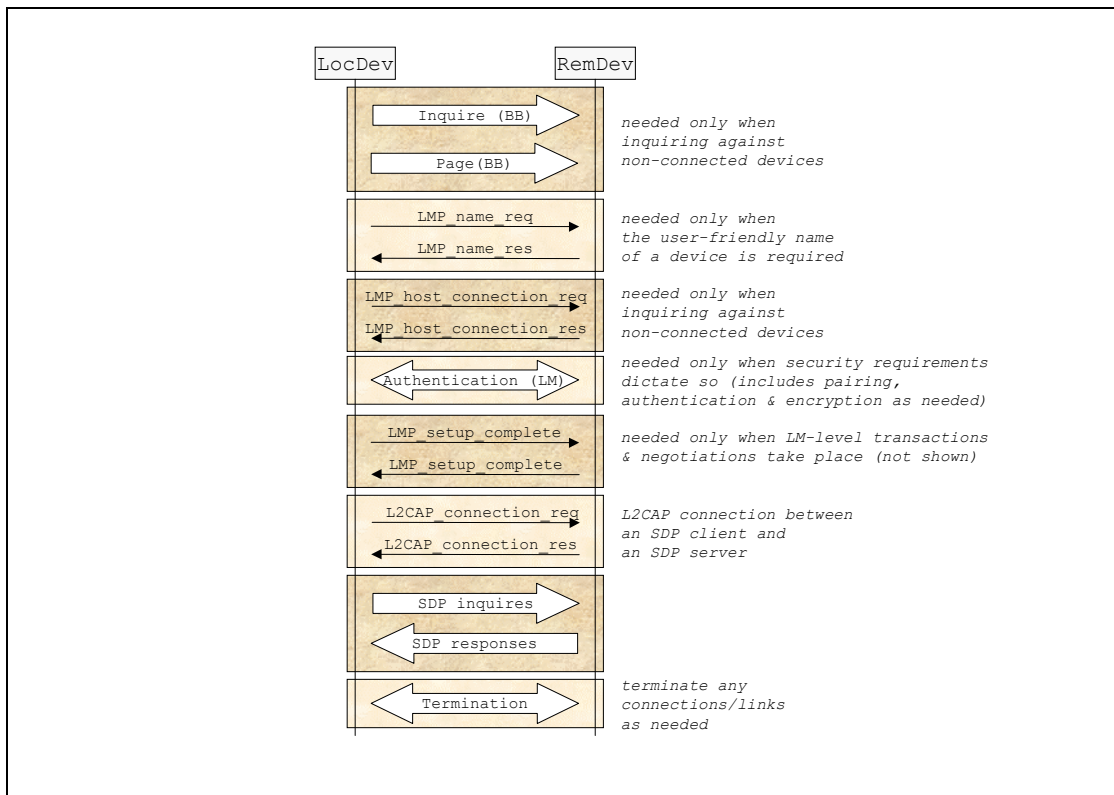 LocDev
RemDev
Inquire (BB)
Page(BB)
needed only when
inquiring against
non-connected devices
LMP_name_req
LMP_name_res
needed only when
the user-friendly name
of a device is required
LMP_host_connection_req
LMP_host_connection_res
needed only when
inquiring against
non-connected devices
Authentication (LM)
needed only when security requirements
dictate so (includes pairing,
authentication & encryption as needed)
LMP_setup_complete
LMP_setup_complete
needed only when LM-level transactions
& negotiations take place (not shown)
L2CAP_connection_req
L2CAP_connection_res
L2CAP connection between
an SDP client and
an SDP server
SDP inquires
SDP responses
Termination
terminate any
connections/links
as needed